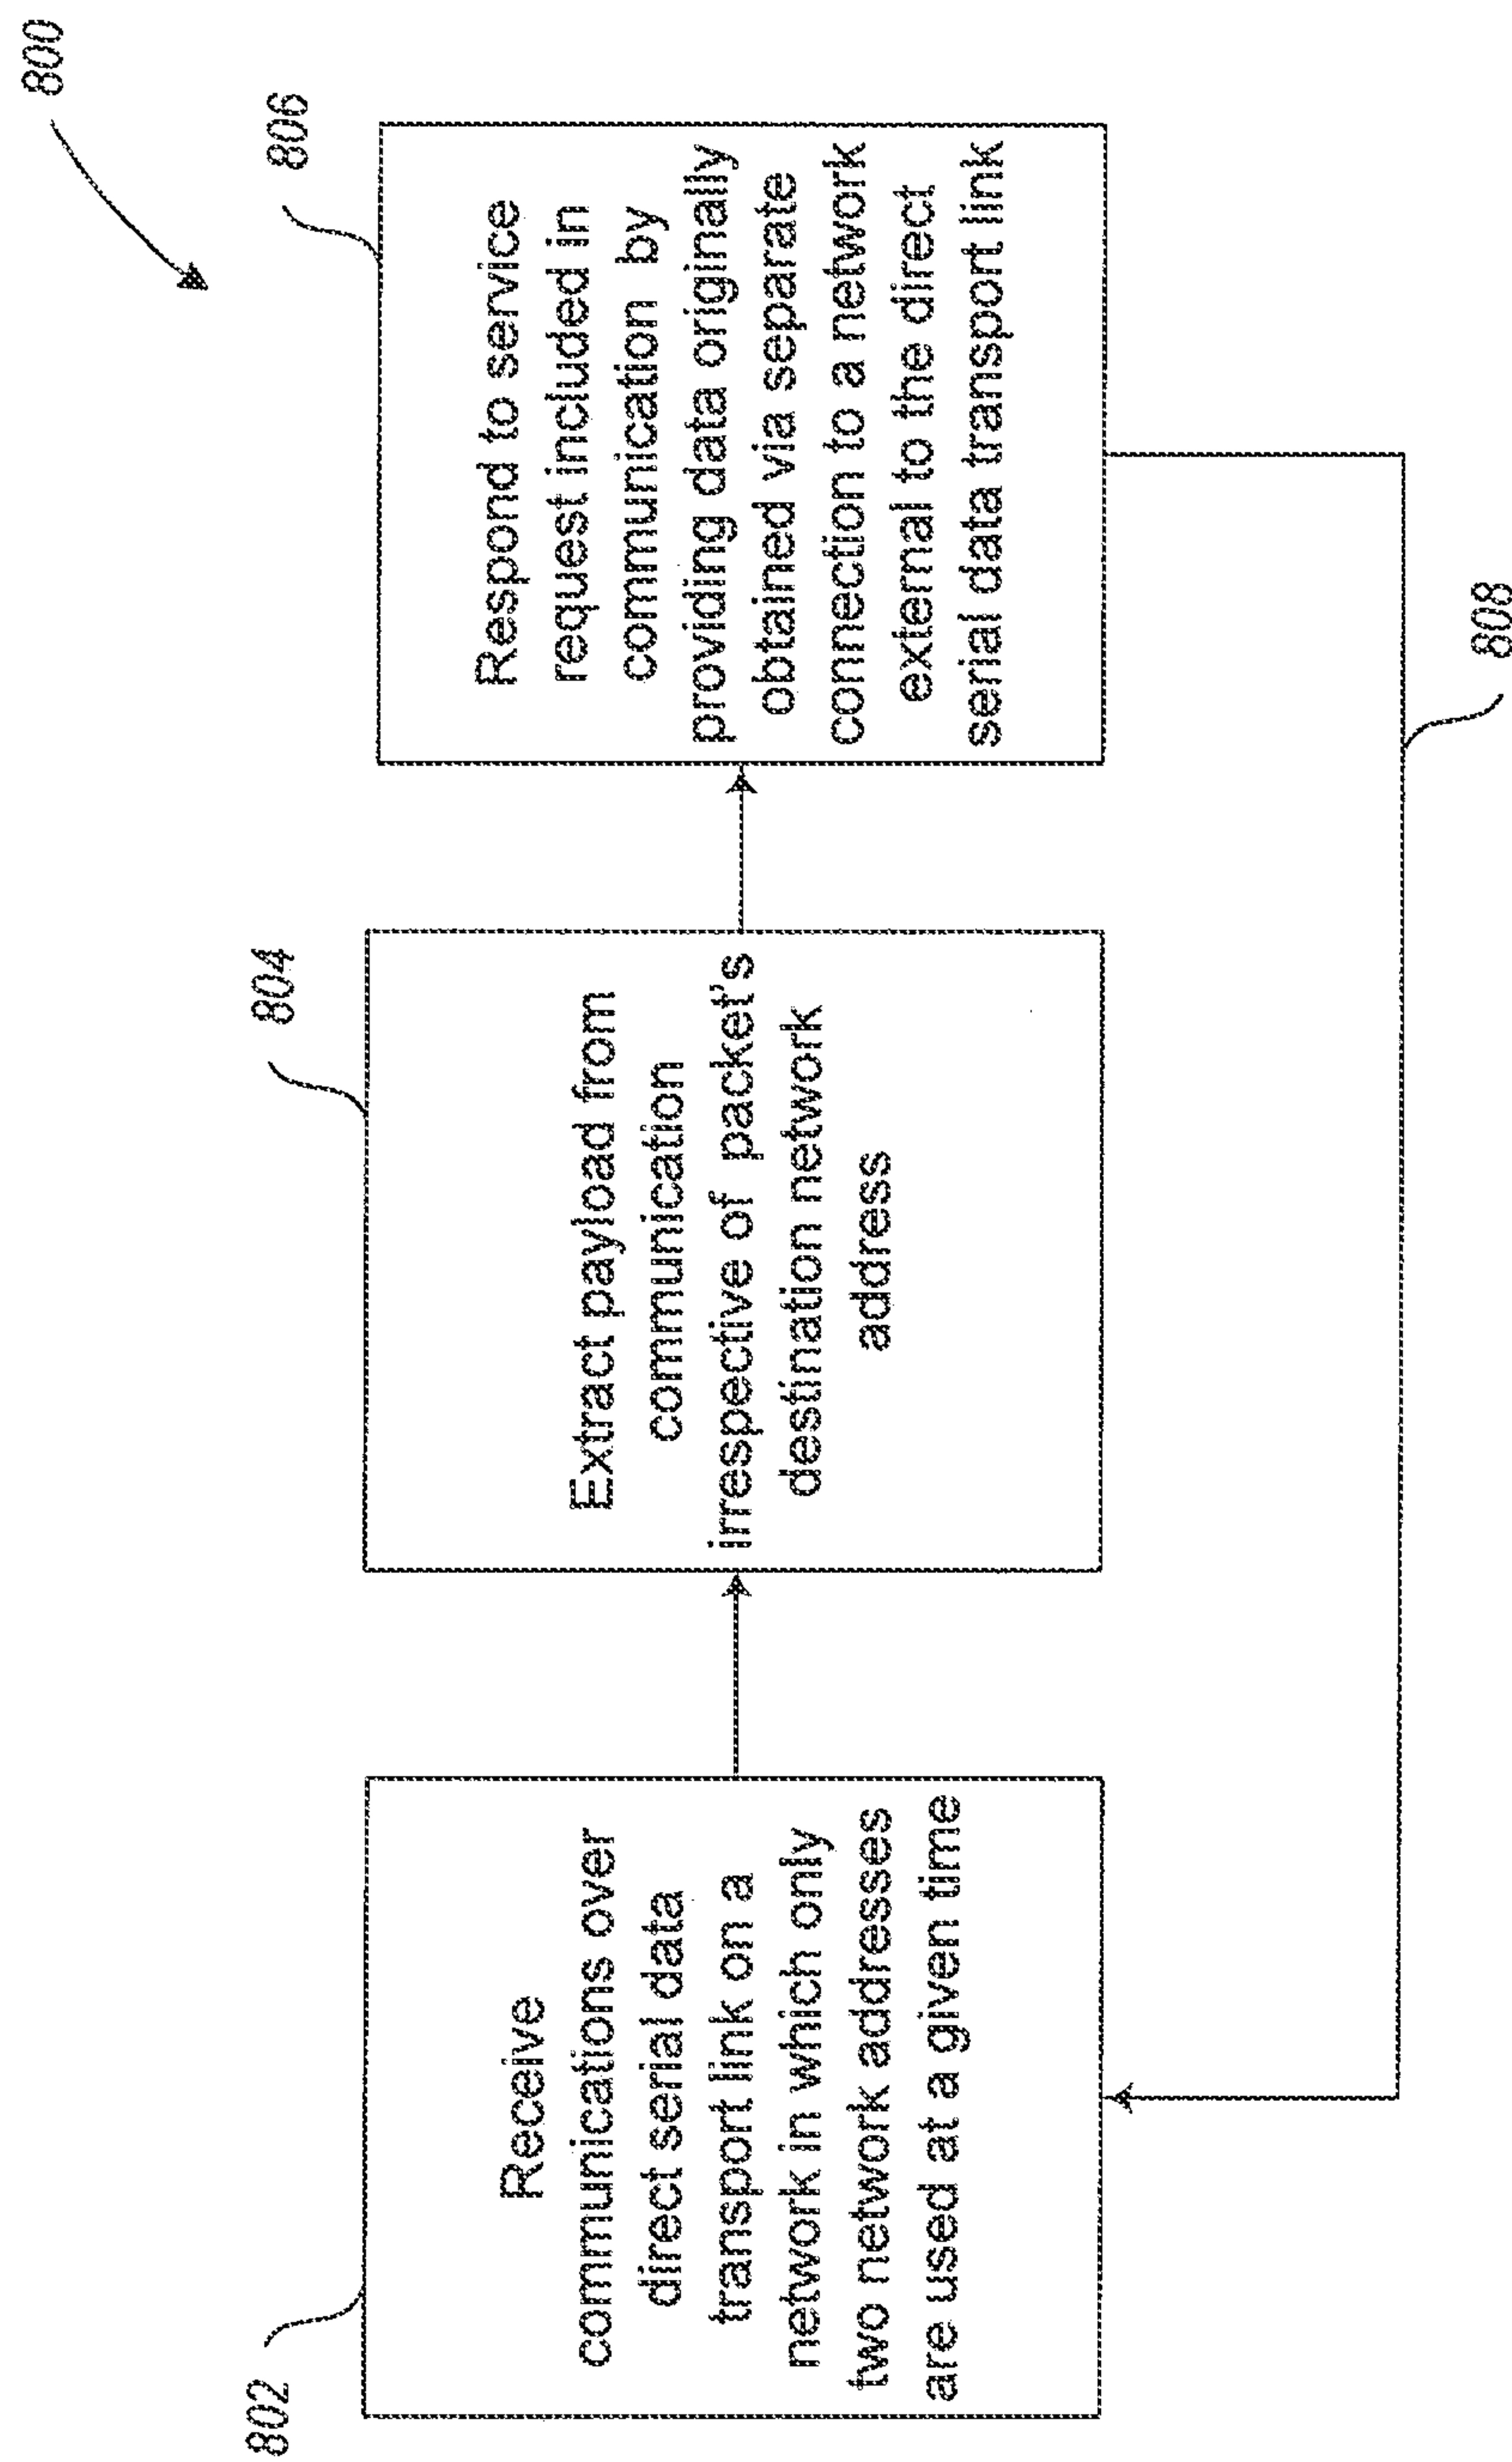 800
802
Receive
communications over
direct serial data
transport link on a
network in which only
two network addresses
are used at a given time
804
Extract payload from
communication
irrespective of packet's
destination network
address
806
Respond to service
request included in
communication by
providing data originally
obtained via separate
connection to a network
external to the direct
serial data transport link
808